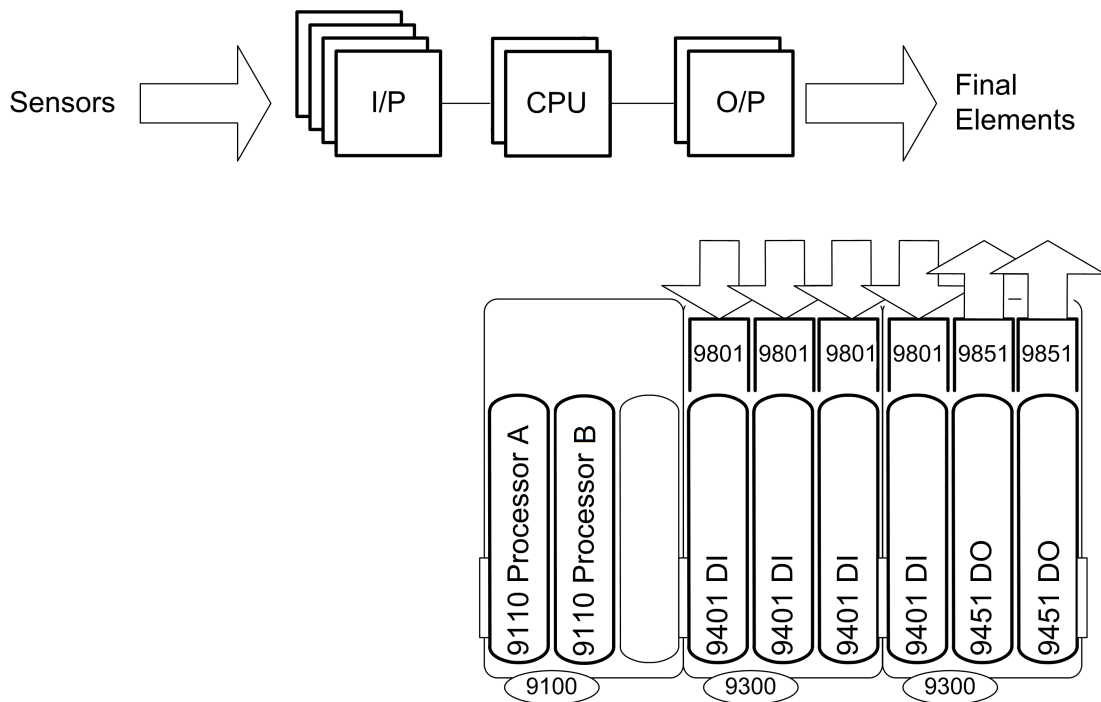 Sensors
I/P
CPU
O/P
Final
Elements
9801
9801
9801
9801
9851
9851
9110 Processor A
9110 Processor B
9401 DI
9401 DI
9401 DI
9401 DI
9451 DO
9451 DO
9100
9300
9300